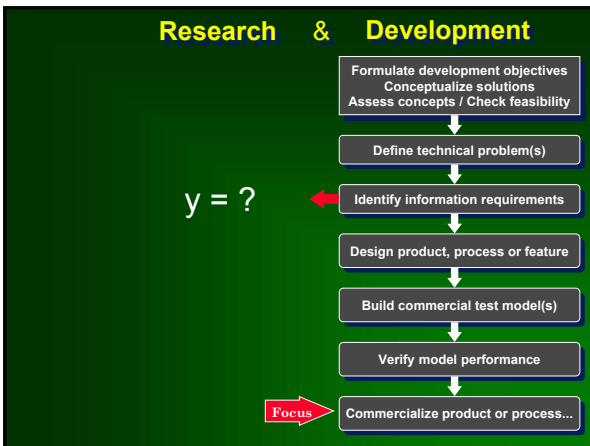 Research & Development
Formulate development objectives
Conceptualize solutions
Assess concepts / Check feasibility
Define technical problem(s)
y = ?
Identify information requirements
Design product, process or feature
Build commercial test model(s)
Verify model performance
Focus
Commercialize product or process...